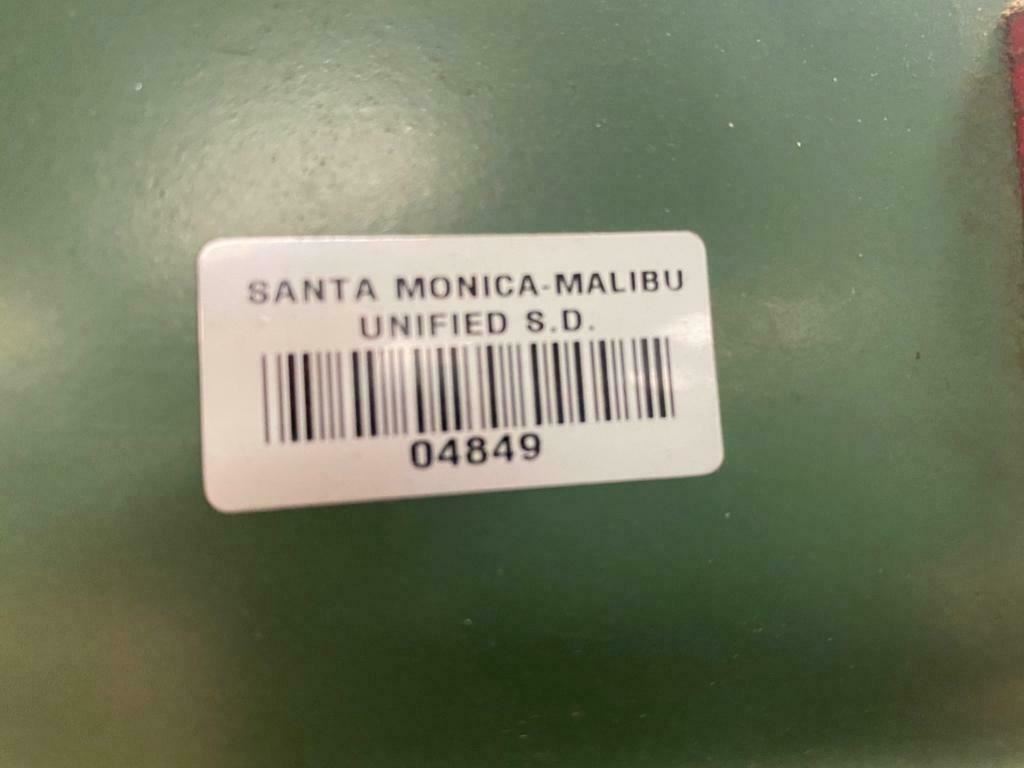 SANTA MONICA-MALIBU
UNIFIED S.D.
04849